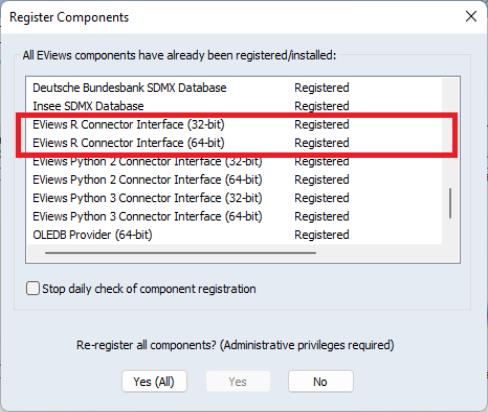 Register Components
All EViews components have already been registered/installed:
Deutsche Bundesbank SDMX Database Registered
Insee SDMX Database Registered
EViews R Connector Interface (32-bit) Registered
EViews R Connector Interface (64-bit) Registered
EViews Python 2 Connector Interface (32-bit) Registered
EViews Python 2 Connector Interface (64-bit) Registered
EViews Python 3 Connector Interface (32-bit) Registered
EViews Python 3 Connector Interface (64-bit) Registered
OLEDB Provider (64-bit) Registered
Stop daily check of component registration
Re-register all components? (Administrative privileges required)
Yes (All) Yes No